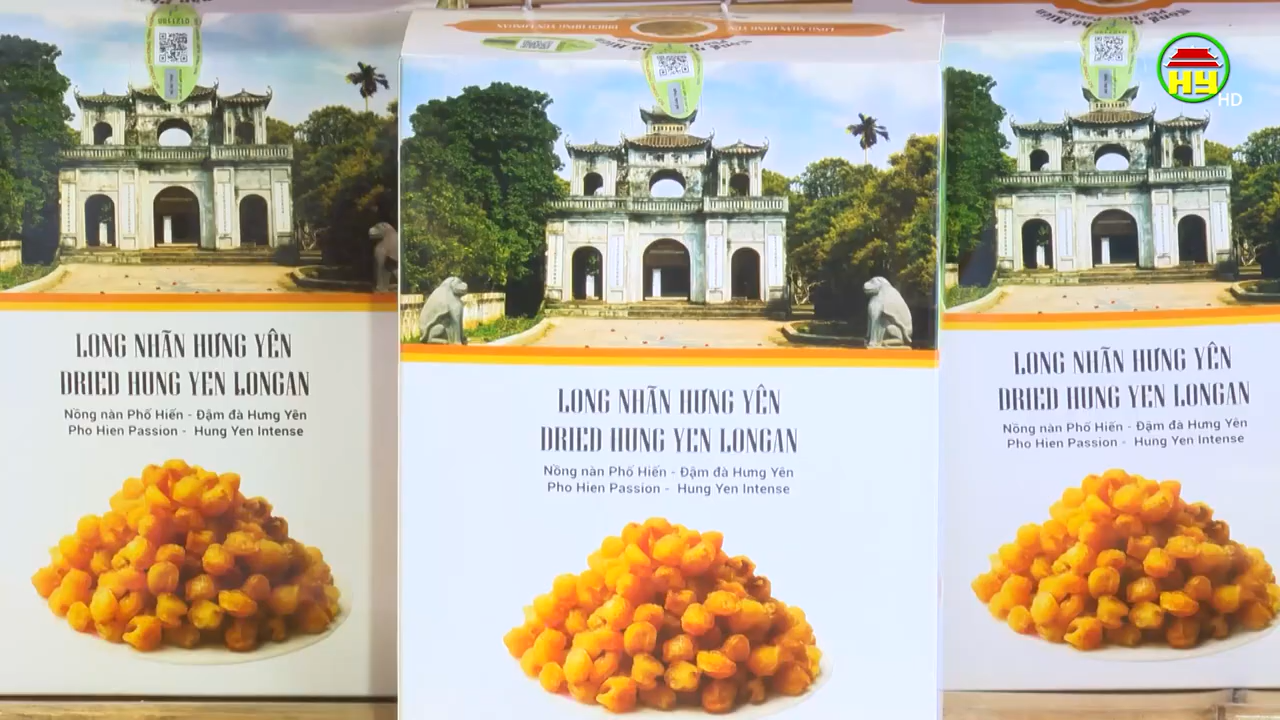 HY
HD
LONG NHÃN HƯNG YÊN
DRIED HUNG YEN LONGAN
Nồng nàn Phố Hiến - Đậm đà Hưng Yên
Pho Hien Passion - Hung Yen Intense
LONG NHÃN HƯNG YÊN
DRIED HUNG YEN LONGAN
Nồng nàn Phố Hiến - Đậm đà Hưng Yên
Pho Hien Passion - Hung Yen Intense
LONG NHÃN HƯNG YÊN
DRIED HUNG YEN LONGAN
Nồng nàn Phố Hiến - Đậm đà Hưng Yên
Pho Hien Passion - Hung Yen Intense